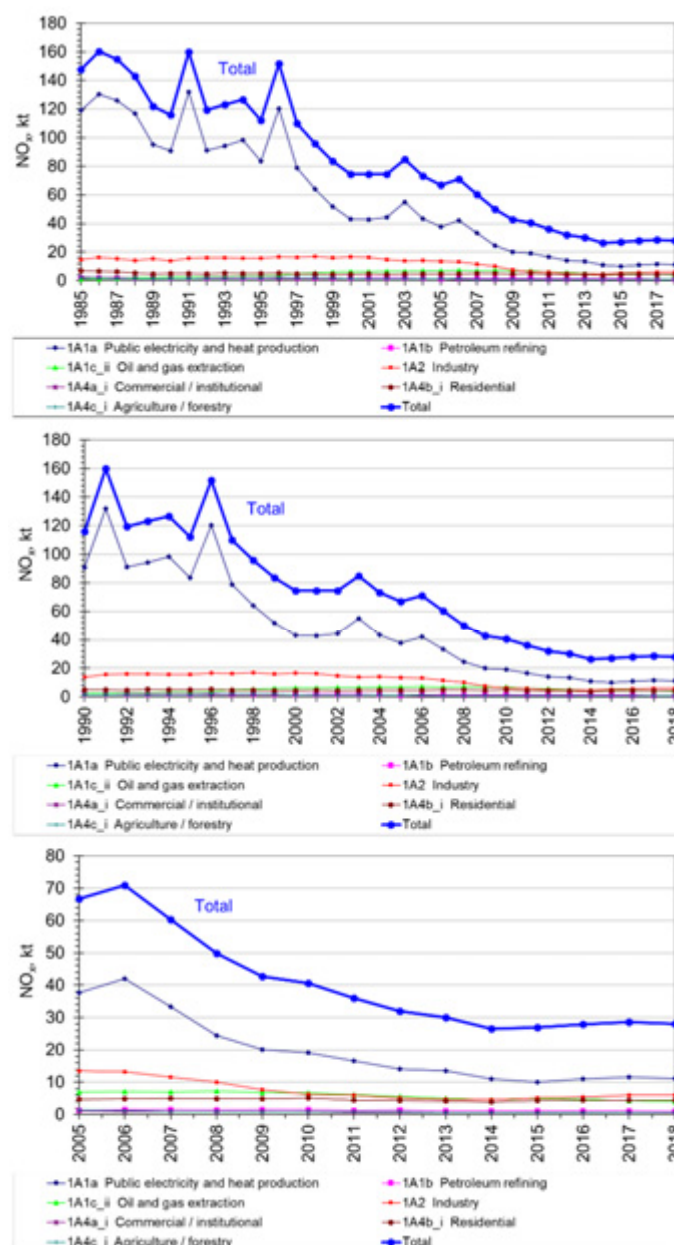 180
160
140
120
100
80
60
40
20
0
NOx, kt
Total
1985
1987
1989
1991
1993
1995
1997
1999
2001
2003
2005
2007
2009
2011
2013
2015
2017
1A1a Public electricity and heat production
1A1b Petroleum refining
1A1c_ii Oil and gas extraction
1A2 Industry
1A4a_i Commercial / institutional
1A4b_i Residential
1A4c_i Agriculture / forestry
Total
180
160
140
120
100
80
60
40
20
0
NOx, kt
Total
1990
1992
1994
1996
1998
2000
2002
2004
2006
2008
2010
2012
2014
2016
2018
1A1a Public electricity and heat production
1A1b Petroleum refining
1A1c_ii Oil and gas extraction
1A2 Industry
1A4a_i Commercial / institutional
1A4b_i Residential
1A4c_i Agriculture / forestry
Total
80
70
60
50
40
30
20
10
0
NOx, kt
Total
2005
2006
2007
2008
2009
2010
2011
2012
2013
2014
2015
2016
2017
2018
1A1a Public electricity and heat production
1A1b Petroleum refining
1A1c_ii Oil and gas extraction
1A2 Industry
1A4a_i Commercial / institutional
1A4b_i Residential
1A4c_i Agriculture / forestry
Total